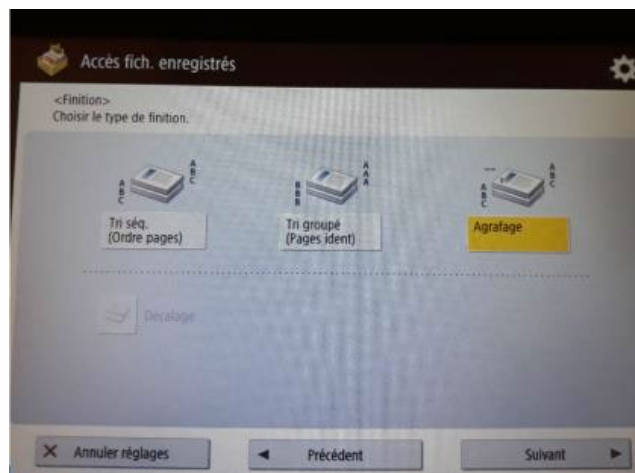 Accès fich. enregistrés
<Finition>
Choisir le type de finition.
A
B
C
A
B
C
B
B
B
A
A
A
A
B
C
A
B
C
Tri séq.
(Ordre pages)
Tri groupé
(Pages ident)
Agrafage
Décalage
X Annuler réglages
◄ Précédent
Suivant ►